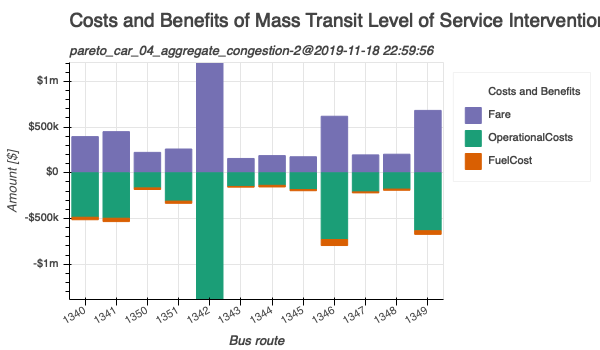 Costs and Benefits of Mass Transit Level of Service Interventio
pareto_car_04_aggregate_congestion-2@2019-11-18 22:59:56
$1m
$500k
$0
-$500k
-$1m
Amount [$]
1340 1341 1350 1351 1342 1343 1344 1345 1346 1347 1348 1349
Bus route
Costs and Benefits
Fare
OperationalCosts
FuelCost